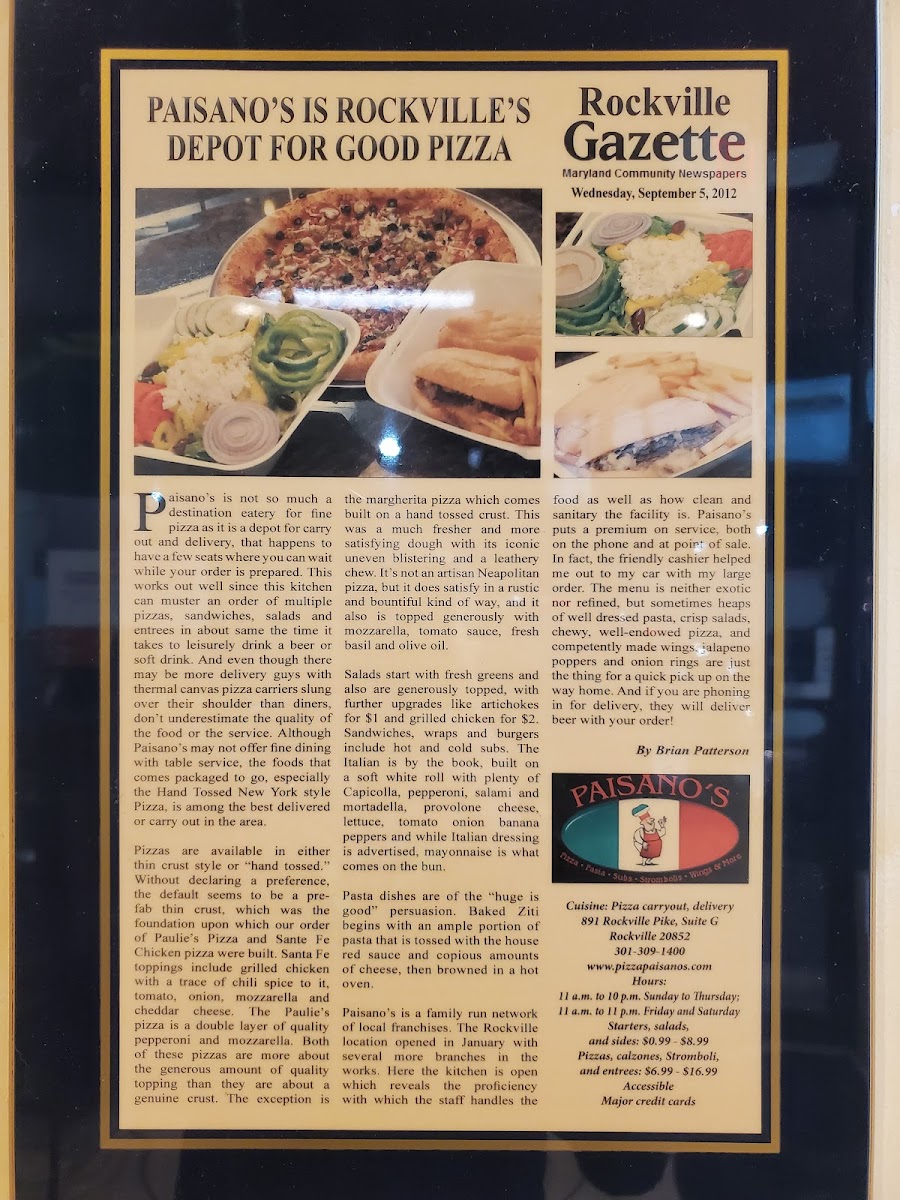 PAISANO'S IS ROCKVILLE'S
DEPOT FOR GOOD PIZZA
Rockville
Gazette
Maryland Community Newspapers
Wednesday, September 5, 2012
Paisano's is not so much a
destination eatery for fine
pizza as it is a depot for carry
out and delivery, that happens to
have a few seats where you can wait
while your order is prepared. This
works out well since this kitchen
can muster an order of multiple
pizzas, sandwiches, salads and
entrees in about same the time it
takes to leisurely drink a beer or
soft drink. And even though there
may be more delivery guys with
thermal canvas pizza carriers slung
over their shoulder than diners,
don't underestimate the quality of
the food or the service. Although
Paisano's may not offer fine dining
with table service, the foods that
comes packaged to go, especially
the Hand Tossed New York style
Pizza, is among the best delivered
or carry out in the area.
Pizzas are available in either
thin crust style or "hand tossed."
Without declaring a preference,
the default seems to be a pre-
fab thin crust, which was the
foundation upon which our order
of Paulie's Pizza and Sante Fe
Chicken pizza were built. Santa Fe
toppings include grilled chicken
with a trace of chili spice to it,
tomato, onion, mozzarella and
cheddar cheese. The Paulie's
pizza is a double layer of quality
pepperoni and mozzarella. Both
of these pizzas are more about
the generous amount of quality
topping than they are about a
genuine crust. The exception is
the margherita pizza which comes
built on a hand tossed crust. This
was a much fresher and more
satisfying dough with its iconic
uneven blistering and a leathery
chew. It's not an artisan Neapolitan
pizza, but it does satisfy in a rustic
and bountiful kind of way, and it
also is topped generously with
mozzarella, tomato sauce, fresh
basil and olive oil.
Salads start with fresh greens and
also are generously topped, with
further upgrades like artichokes
for $1 and grilled chicken for $2.
Sandwiches, wraps and burgers
include hot and cold subs. The
Italian is by the book, built on
a soft white roll with plenty of
Capicolla, pepperoni, salami and
mortadella, provolone cheese,
lettuce, tomato onion banana
peppers and while Italian dressing
is advertised, mayonnaise is what
comes on the bun.
Pasta dishes are of the "huge is
good" persuasion. Baked Ziti
begins with an ample portion of
pasta that is tossed with the house
red sauce and copious amounts
of cheese, then browned in a hot
oven.
Paisano's is a family run network
of local franchises. The Rockville
location opened in January with
several more branches in the
works. Here the kitchen is open
which reveals the proficiency
with which the staff handles the
food as well as how clean and
sanitary the facility is. Paisano's
puts a premium on service, both
on the phone and at point of sale.
In fact, the friendly cashier helped
me out to my car with my large
order. The menu is neither exotic
nor refined, but sometimes heaps
of well dressed pasta, crisp salads,
chewy, well-endowed pizza, and
competently made wings, jalapeno
poppers and onion rings are just
the thing for a quick pick up on the
way home. And if you are phoning
in for delivery, they will deliver
beer with your order!
By Brian Patterson
PAISANO'S
Pizza • Pasta • Subs • Strombolis • Wings & More
Cuisine: Pizza carryout, delivery
891 Rockville Pike, Suite G
Rockville 20852
301-309-1400
www.pizzapaisanos.com
Hours:
11 a.m. to 10 p.m. Sunday to Thursday;
11 a.m. to 11 p.m. Friday and Saturday
Starters, salads,
and sides: $0.99 - $8.99
Pizzas, calzones, Stromboli,
and entrees: $6.99 - $16.99
Accessible
Major credit cards